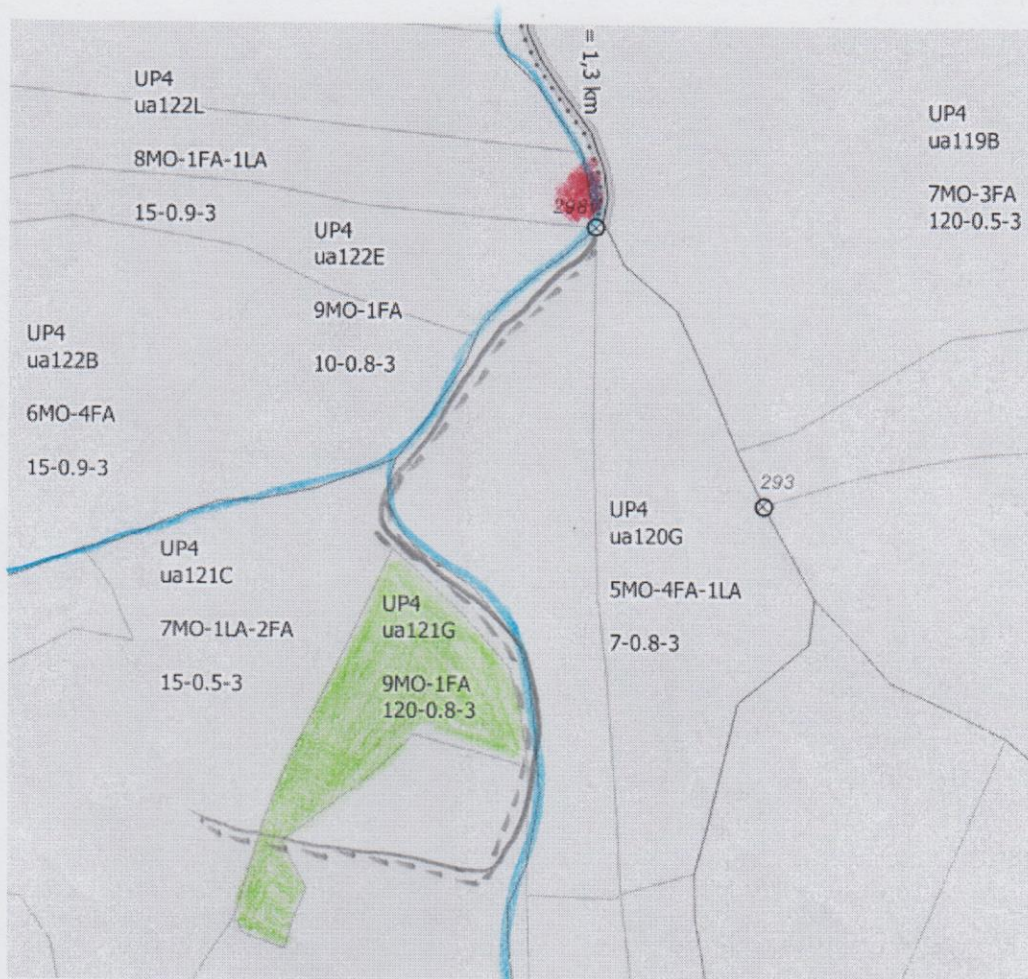 = 1,3 km
UP4
ua122L
8MO-1FA-1LA
15-0.9-3
UP4
ua119B
7MO-3FA
120-0.5-3
298
UP4
ua122E
9MO-1FA
10-0.8-3
UP4
ua122B
6MO-4FA
15-0.9-3
293
UP4
ua120G
5MO-4FA-1LA
7-0.8-3
UP4
ua121C
7MO-1LA-2FA
15-0.5-3
UP4
ua121G
9MO-1FA
120-0.8-3